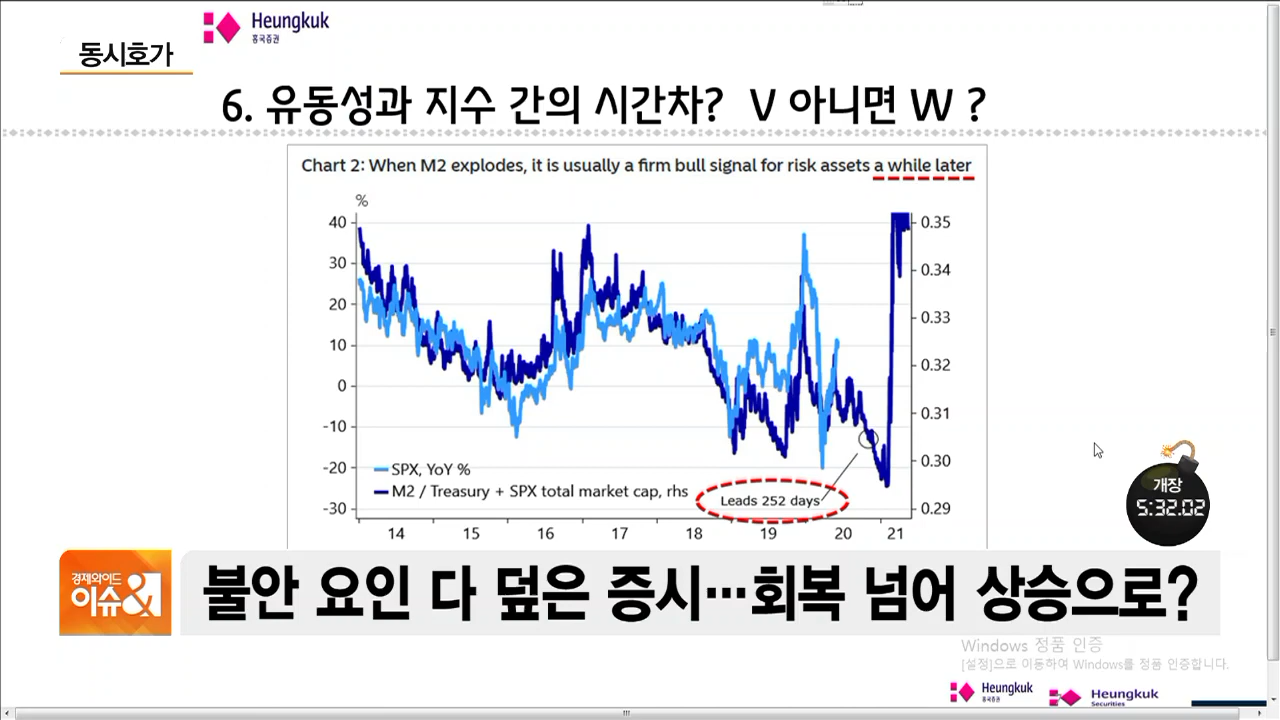 Heungkuk
흥국증권
동시호가
6. 유동성과 지수 간의 시간차? V 아니면 W ?
Chart 2: When M2 explodes, it is usually a firm bull signal for risk assets a while later
%
40
30
20
10
0
-10
-20
-30
0.35
0.34
0.33
0.32
0.31
0.30
0.29
SPX, YoY %
M2 / Treasury + SPX total market cap, rhs
Leads 252 days
14 15 16 17 18 19 20 21
개장
5:32.02
경제와이드
이슈&
불안 요인 다 덮은 증시…회복 넘어 상승으로?
Windows 정품 인증
[설정]으로 이동하여 Windows를 정품 인증합니다.
Heungkuk
흥국증권
Heungkuk
Securities